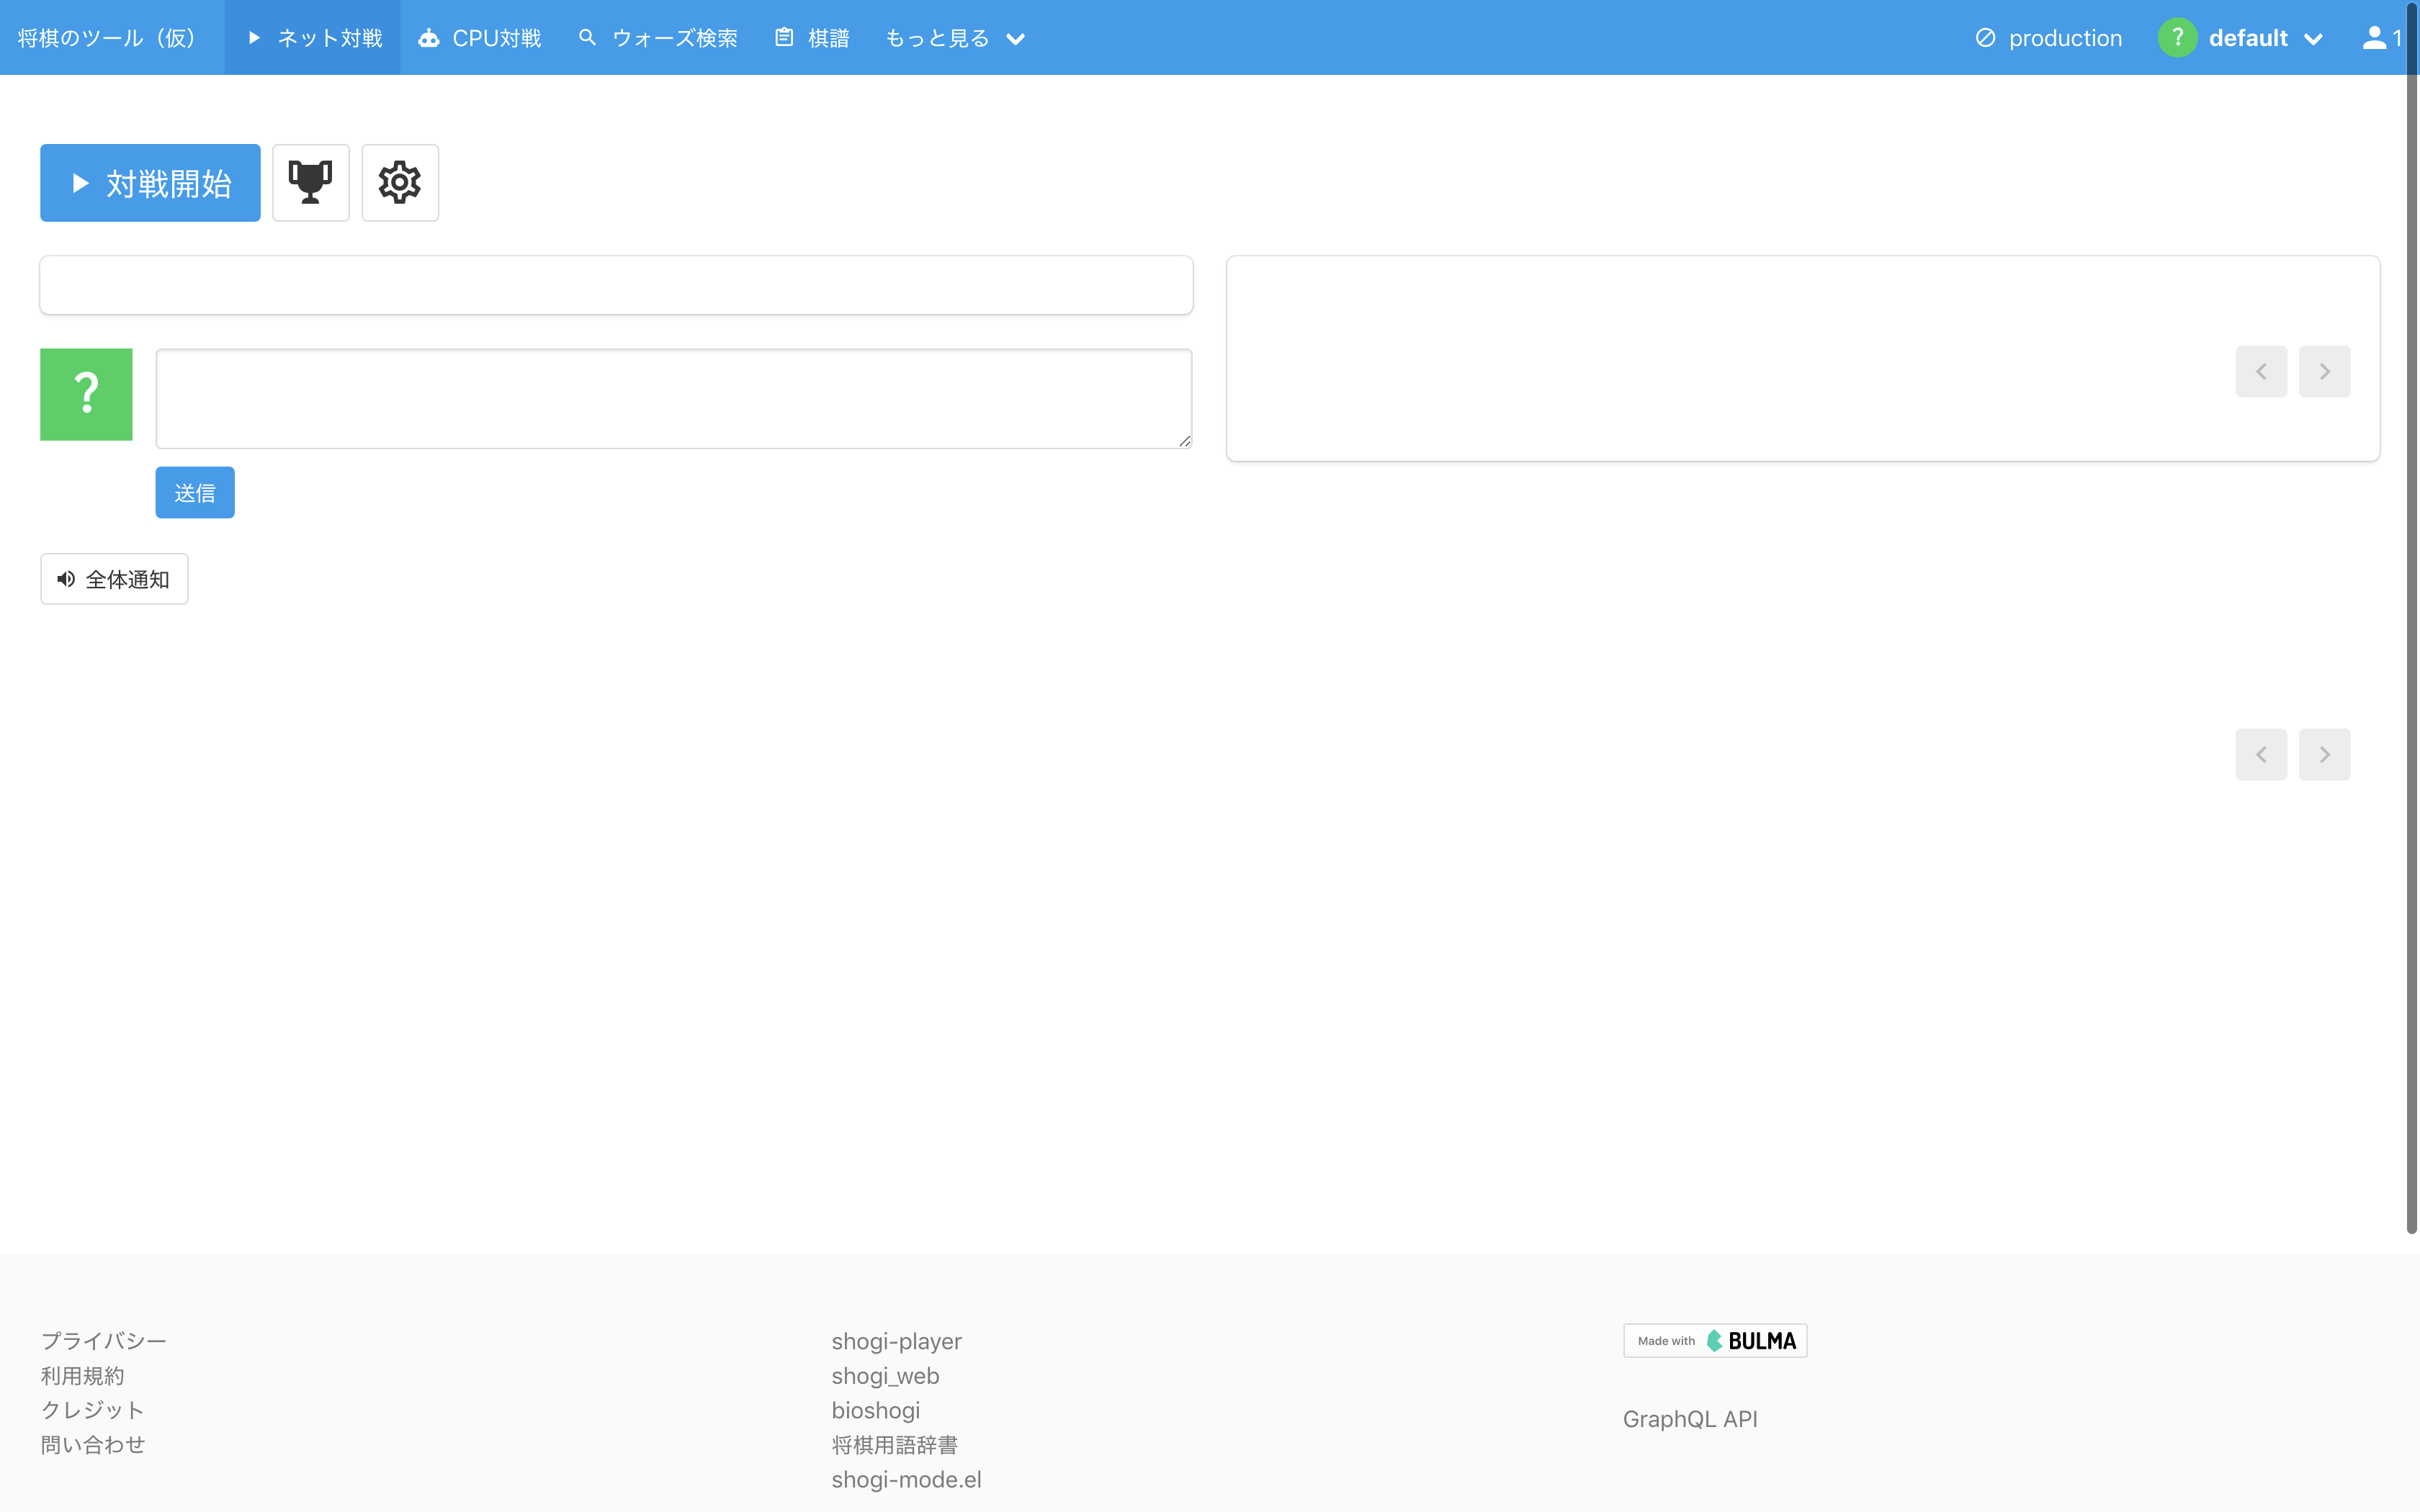 将棋のツール（仮） ネット対戦 CPU対戦 ウォーズ検索 棋譜 もっと見る production ? default 1
対戦開始
?
送信
全体通知
プライバシー
利用規約
クレジット
問い合わせ
shogi-player
shogi_web
bioshogi
将棋用語辞書
shogi-mode.el
Made with BULMA
GraphQL API